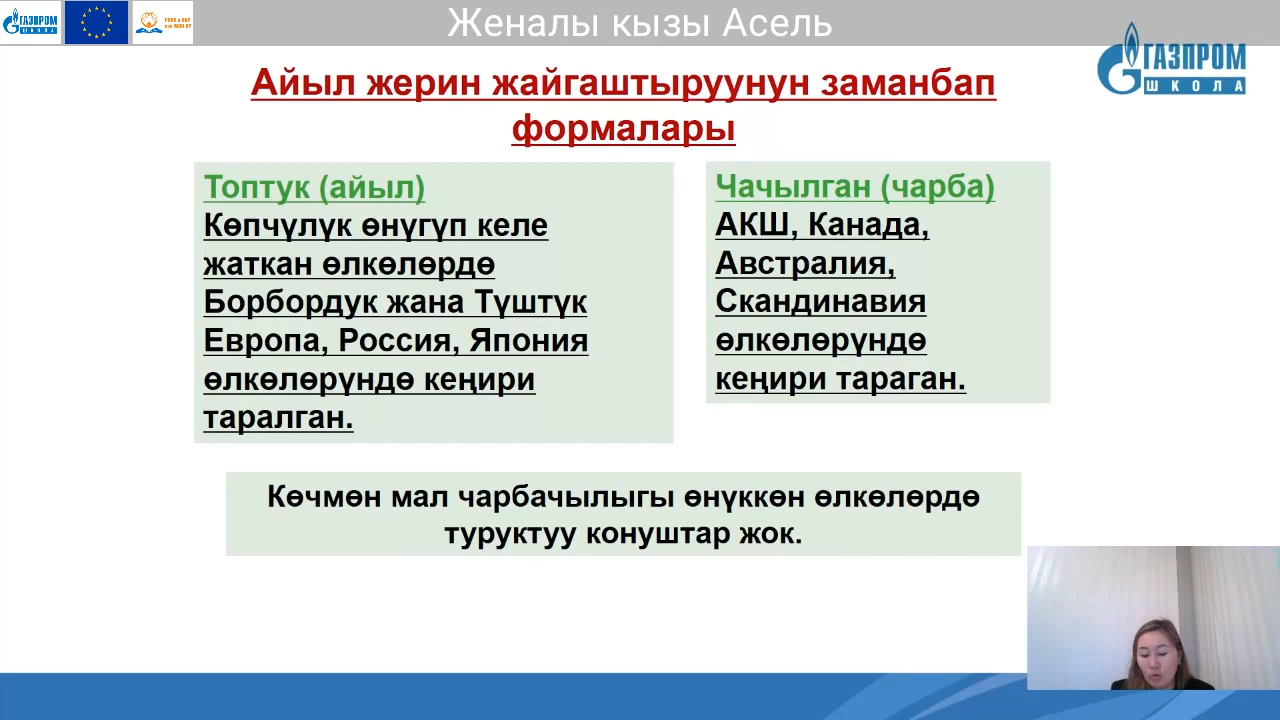 ГАЗПРОМ
ШКОЛА
Женалы кызы Асель
ГАЗПРОМ
ШКОЛА
Айыл жерин жайгаштыруунун заманбап
формалары
Топтук (айыл)
Көпчүлүк өнүгүп келе
жаткан өлкөлөрдө
Борбордук жана Түштүк
Европа, Россия, Япония
өлкөлөрүндө кеңири
таралган.
Чачылган (чарба)
АКШ, Канада,
Австралия,
Скандинавия
өлкөлөрүндө
кеңири тараган.
Көчмөн мал чарбачылыгы өнүккөн өлкөлөрдө
туруктуу конуштар жок.